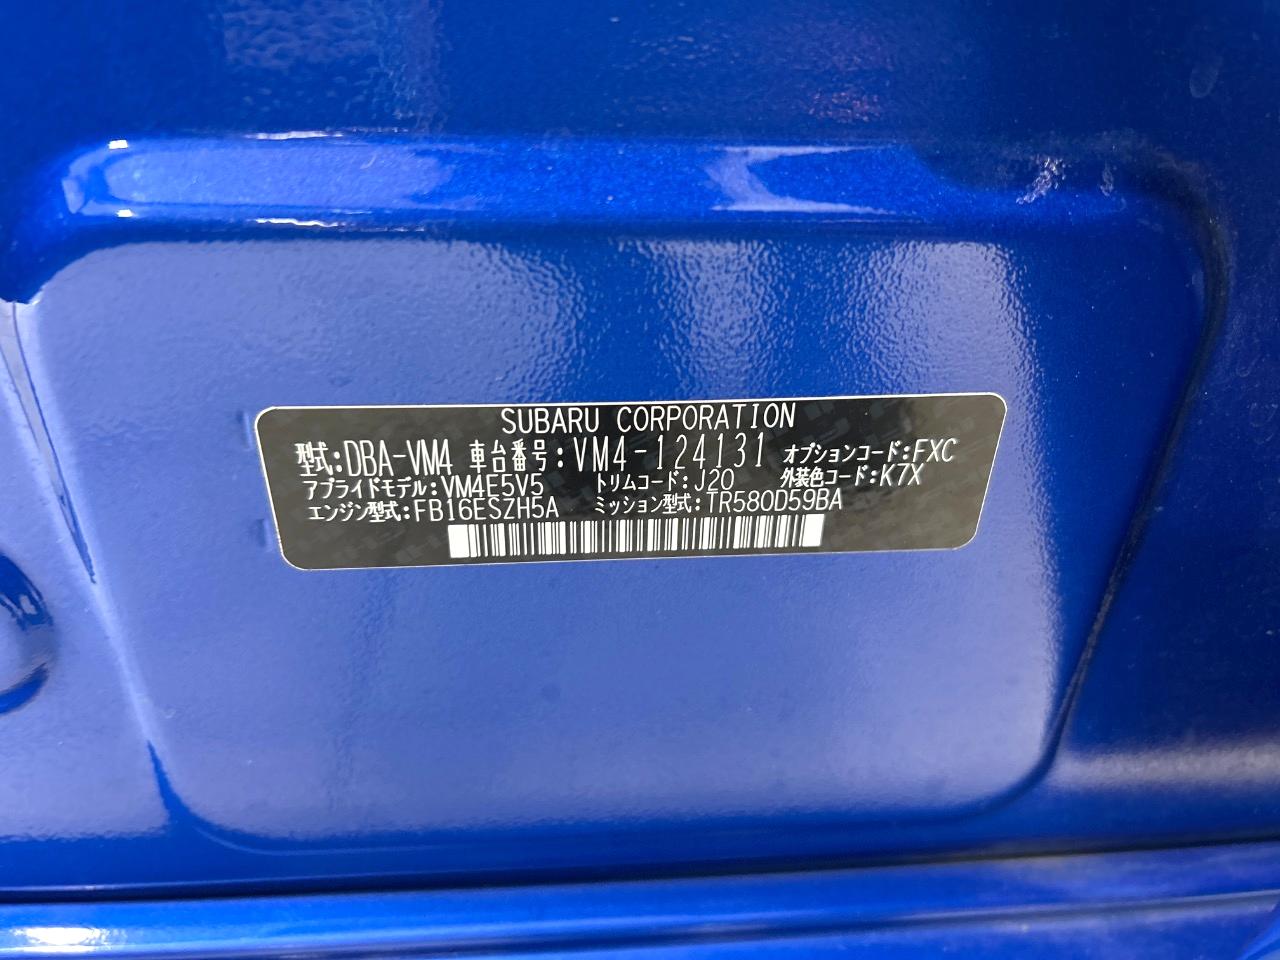 SUBARU CORPORATION
型式:DBA-VM4 車台番号:VM4-124131 オプションコード:FXC
アプライドモデル:VM4E5V5 トリムコード:J20 外装色コード:K7X
エンジン型式:FB16ESZH5A ミッション型式:TR580D59BA